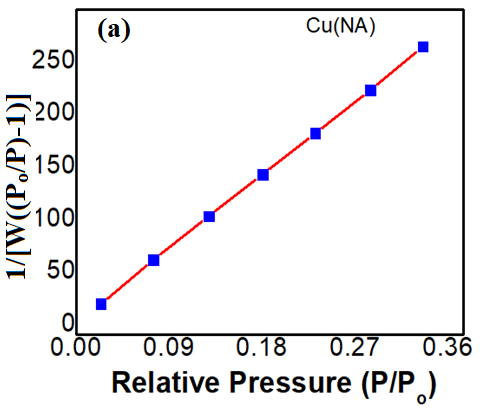 (a)
Cu(NA)
1/[W((Po/P)-1)]
250
200
150
100
50
0
0.00 0.09 0.18 0.27 0.36
Relative Pressure (P/Po)